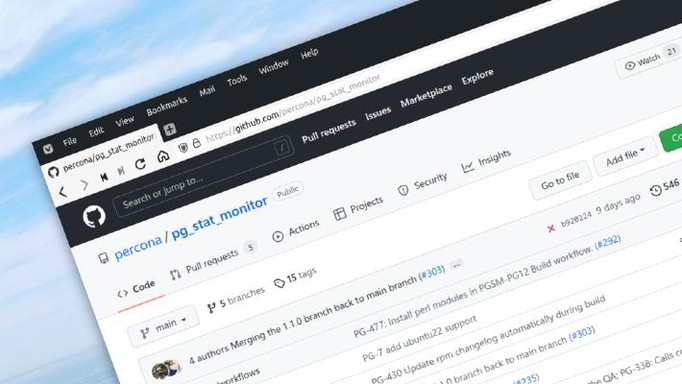 File Edit View Bookmarks Mail Tools Window Help
percona/pg_stat_monitor:
https://github.com/percona/pg_stat_monitor
Search or jump to... /
Pull requests Issues Marketplace Explore
percona / pg_stat_monitor Public
Watch 21
Code Pull requests 5 Actions Projects Security Insights
main 5 branches 15 tags
Go to file Add file
4 authors Merging the 1.1.0 branch back to main branch (#303) ...
b920224 9 days ago 546
workflows PG-477: Install perl modules in PGSM-PG12 Build workflow. (#292)
PG-7 add ubuntu22 support
PG-430 Update rpm changelog automatically during build
1.0 branch back to main branch (#303)
(#235)
the QA: PG-338: Calls c